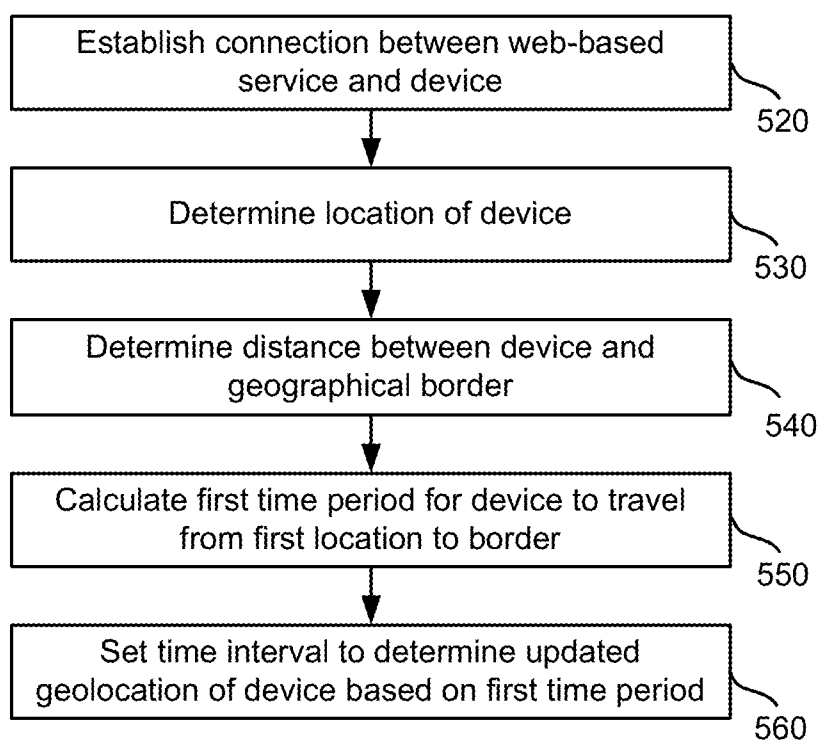 Establish connection between web-based
service and device
520
Determine location of device
530
Determine distance between device and
geographical border
540
Calculate first time period for device to travel
from first location to border
550
Set time interval to determine updated
geolocation of device based on first time period
560